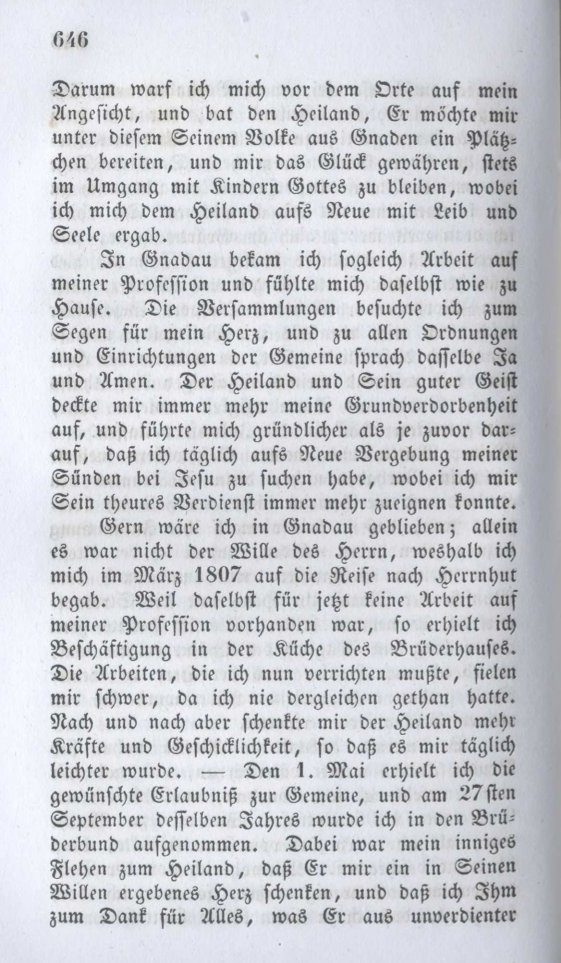 646
Darum warf ich mich vor dem Orte auf mein
Angesicht, und bat den Heiland, Er möchte mir
unter diesem Seinem Volke aus Gnaden ein Plätz-
chen bereiten, und mir das Glück gewähren, stets
im Umgang mit Kindern Gottes zu bleiben, wobei
ich mich dem Heiland aufs Neue mit Leib und
Seele ergab.
In Gnadau bekam ich sogleich Arbeit auf
meiner Profession und fühlte mich daselbst wie zu
Hause. Die Versammlungen besuchte ich zum
Segen für mein Herz, und zu allen Ordnungen
und Einrichtungen der Gemeine sprach dasselbe Ja
und Amen. Der Heiland und Sein guter Geist
deckte mir immer mehr meine Grundverdorbenheit
auf, und führte mich gründlicher als je zuvor dar-
auf, daß ich täglich aufs Neue Vergebung meiner
Sünden bei Jesu zu suchen habe, wobei ich mir
Sein theures Verdienst immer mehr zueignen konnte.
Gern wäre ich in Gnadau geblieben; allein
es war nicht der Wille des Herrn, weshalb ich
mich im März 1807 auf die Reise nach Herrnhut
begab. Weil daselbst für jetzt keine Arbeit auf
meiner Profession vorhanden war, so erhielt ich
Beschäftigung in der Küche des Brüderhauses.
Die Arbeiten, die ich nun verrichten mußte, fielen
mir schwer, da ich nie dergleichen gethan hatte.
Nach und nach aber schenkte mir der Heiland mehr
Kräfte und Geschicklichkeit, so daß es mir täglich
leichter wurde. — Den 1. Mai erhielt ich die
gewünschte Erlaubniß zur Gemeine, und am 27sten
September desselben Jahres wurde ich in den Brü-
derbund aufgenommen. Dabei war mein inniges
Flehen zum Heiland, daß Er mir ein in Seinen
Willen ergebenes Herz schenken, und daß ich Ihm
zum Dank für Alles, was Er aus unverdienter